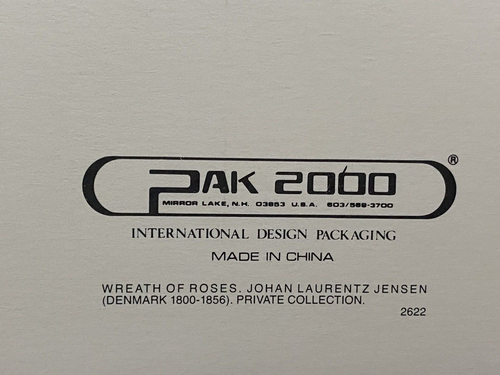 PAK 2000®
MIRROR LAKE, N.H. 03853 U.S.A. 603/569-3700
INTERNATIONAL DESIGN PACKAGING
MADE IN CHINA
WREATH OF ROSES. JOHAN LAURENTZ JENSEN
(DENMARK 1800-1856). PRIVATE COLLECTION.
2622